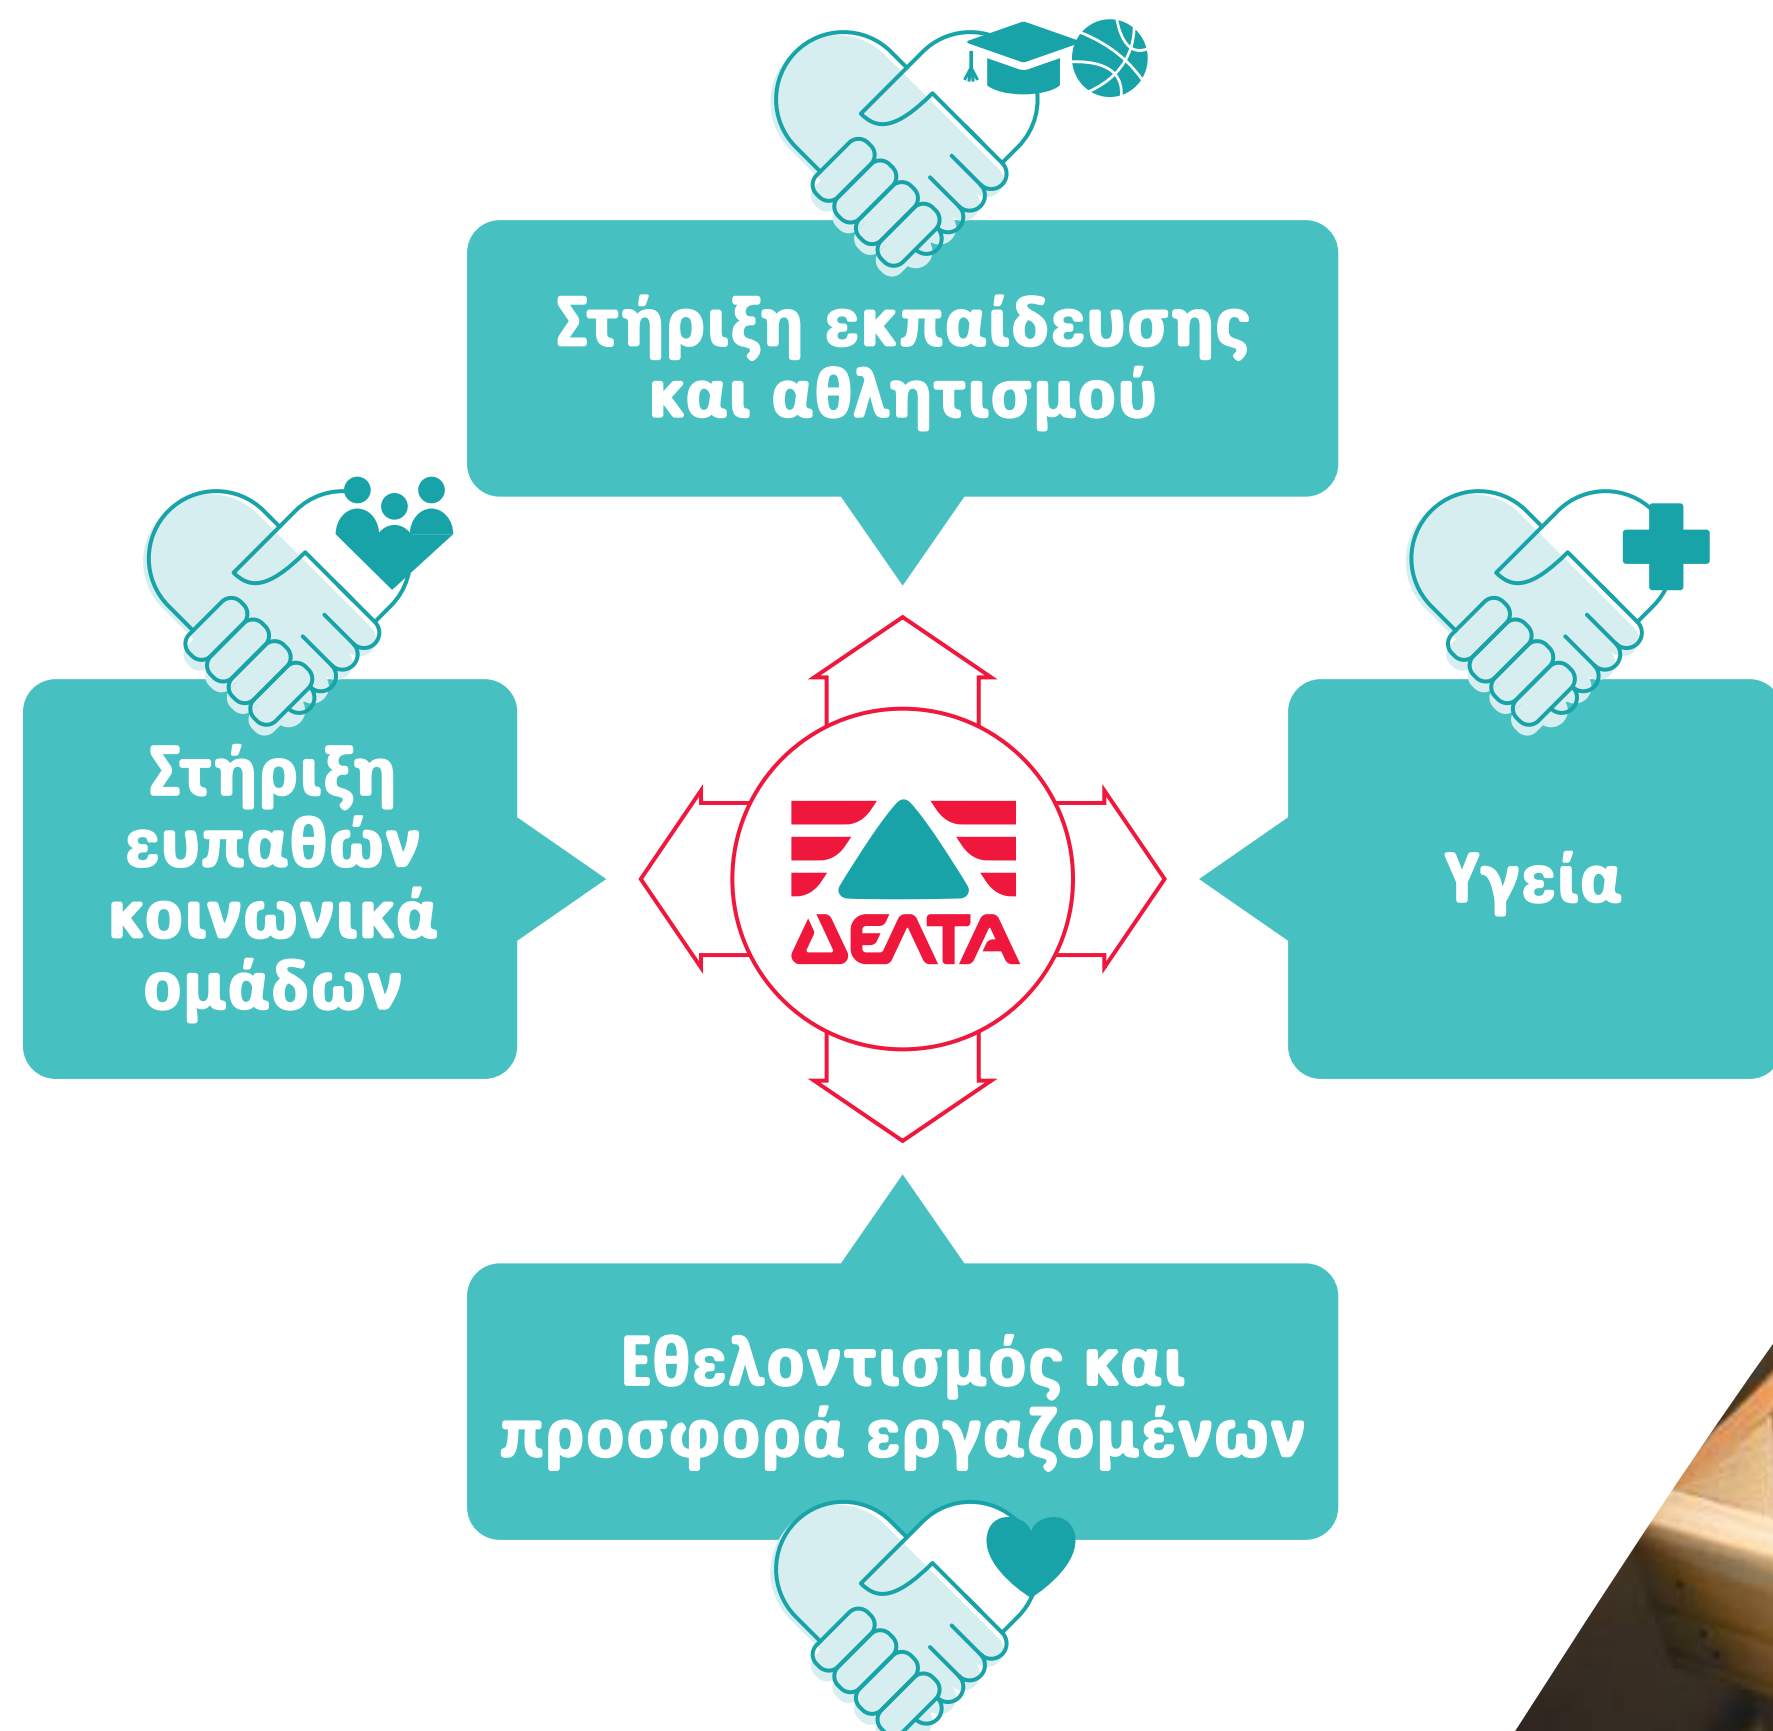 Στήριξη εκπαίδευσης
και αθλητισμού
Στήριξη
ευπαθών
κοινωνικά
ομάδων
ΔΕΛΤΑ
Υγεία
Εθελοντισμός και
προσφορά εργαζομένων